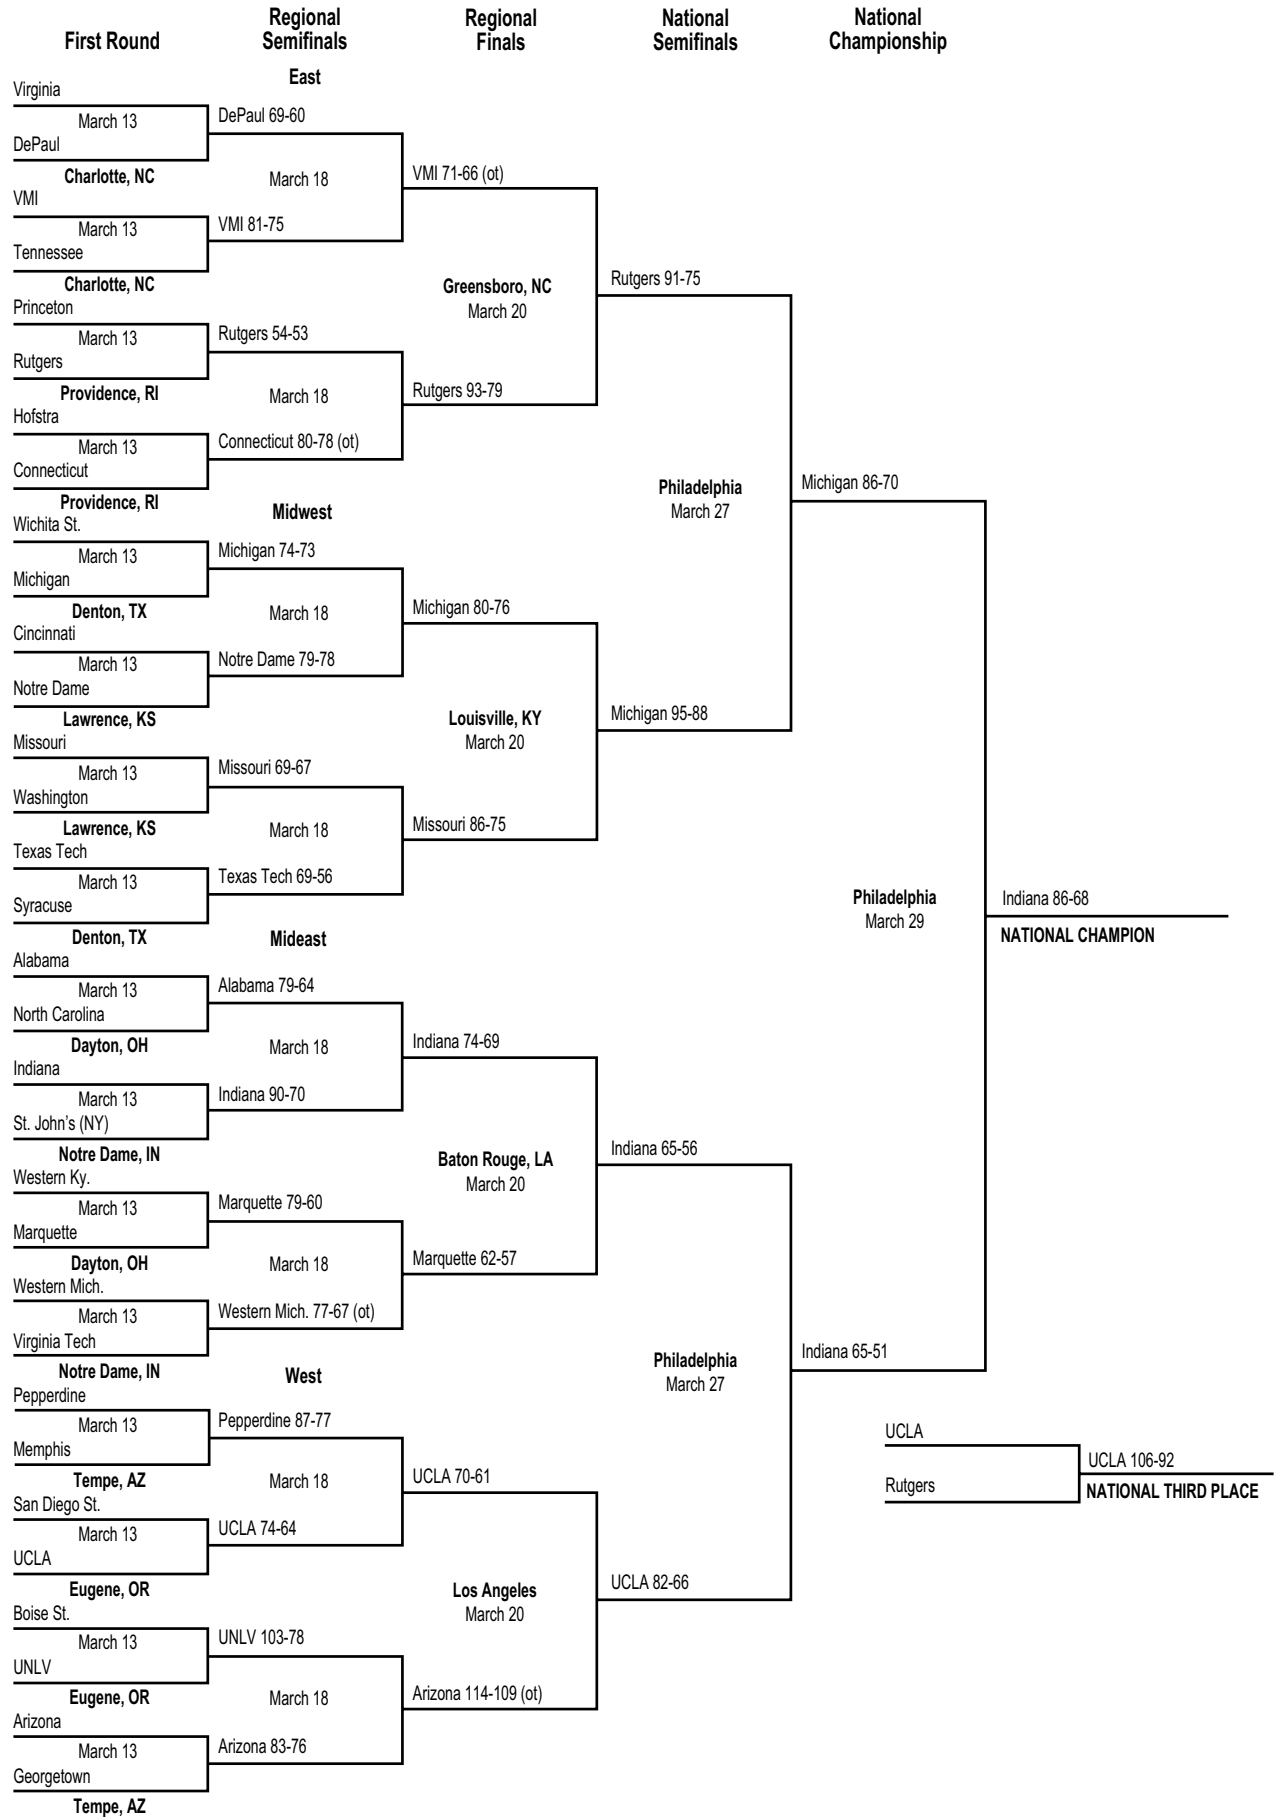 First Round
Regional
Semifinals
Regional
Finals
National
Semifinals
National
Championship
East
Virginia
March 13
DePaul
Charlotte, NC
VMI
March 13
Tennessee
Charlotte, NC
Princeton
March 13
Rutgers
Providence, RI
Hofstra
March 13
Connecticut
Providence, RI
DePaul 69-60
March 18
VMI 81-75
Rutgers 54-53
March 18
Connecticut 80-78 (ot)
VMI 71-66 (ot)
Greensboro, NC
March 20
Rutgers 93-79
Rutgers 91-75
Midwest
Wichita St.
March 13
Michigan
Denton, TX
Cincinnati
March 13
Notre Dame
Lawrence, KS
Missouri
March 13
Washington
Lawrence, KS
Texas Tech
March 13
Syracuse
Denton, TX
Michigan 74-73
March 18
Notre Dame 79-78
Missouri 69-67
March 18
Texas Tech 69-56
Michigan 80-76
Louisville, KY
March 20
Missouri 86-75
Michigan 95-88
Philadelphia
March 27
Michigan 86-70
Mideast
Alabama
March 13
North Carolina
Dayton, OH
Indiana
March 13
St. John's (NY)
Notre Dame, IN
Western Ky.
March 13
Marquette
Dayton, OH
Western Mich.
March 13
Virginia Tech
Notre Dame, IN
Alabama 79-64
March 18
Indiana 90-70
Marquette 79-60
March 18
Western Mich. 77-67 (ot)
Indiana 74-69
Baton Rouge, LA
March 20
Marquette 62-57
Indiana 65-56
West
Pepperdine
March 13
Memphis
Tempe, AZ
San Diego St.
March 13
UCLA
Eugene, OR
Boise St.
March 13
UNLV
Eugene, OR
Arizona
March 13
Georgetown
Tempe, AZ
Pepperdine 87-77
March 18
UCLA 74-64
UNLV 103-78
March 18
Arizona 83-76
UCLA 70-61
Los Angeles
March 20
Arizona 114-109 (ot)
UCLA 82-66
Philadelphia
March 27
Indiana 65-51
Philadelphia
March 29
Indiana 86-68
NATIONAL CHAMPION
UCLA
Rutgers
UCLA 106-92
NATIONAL THIRD PLACE